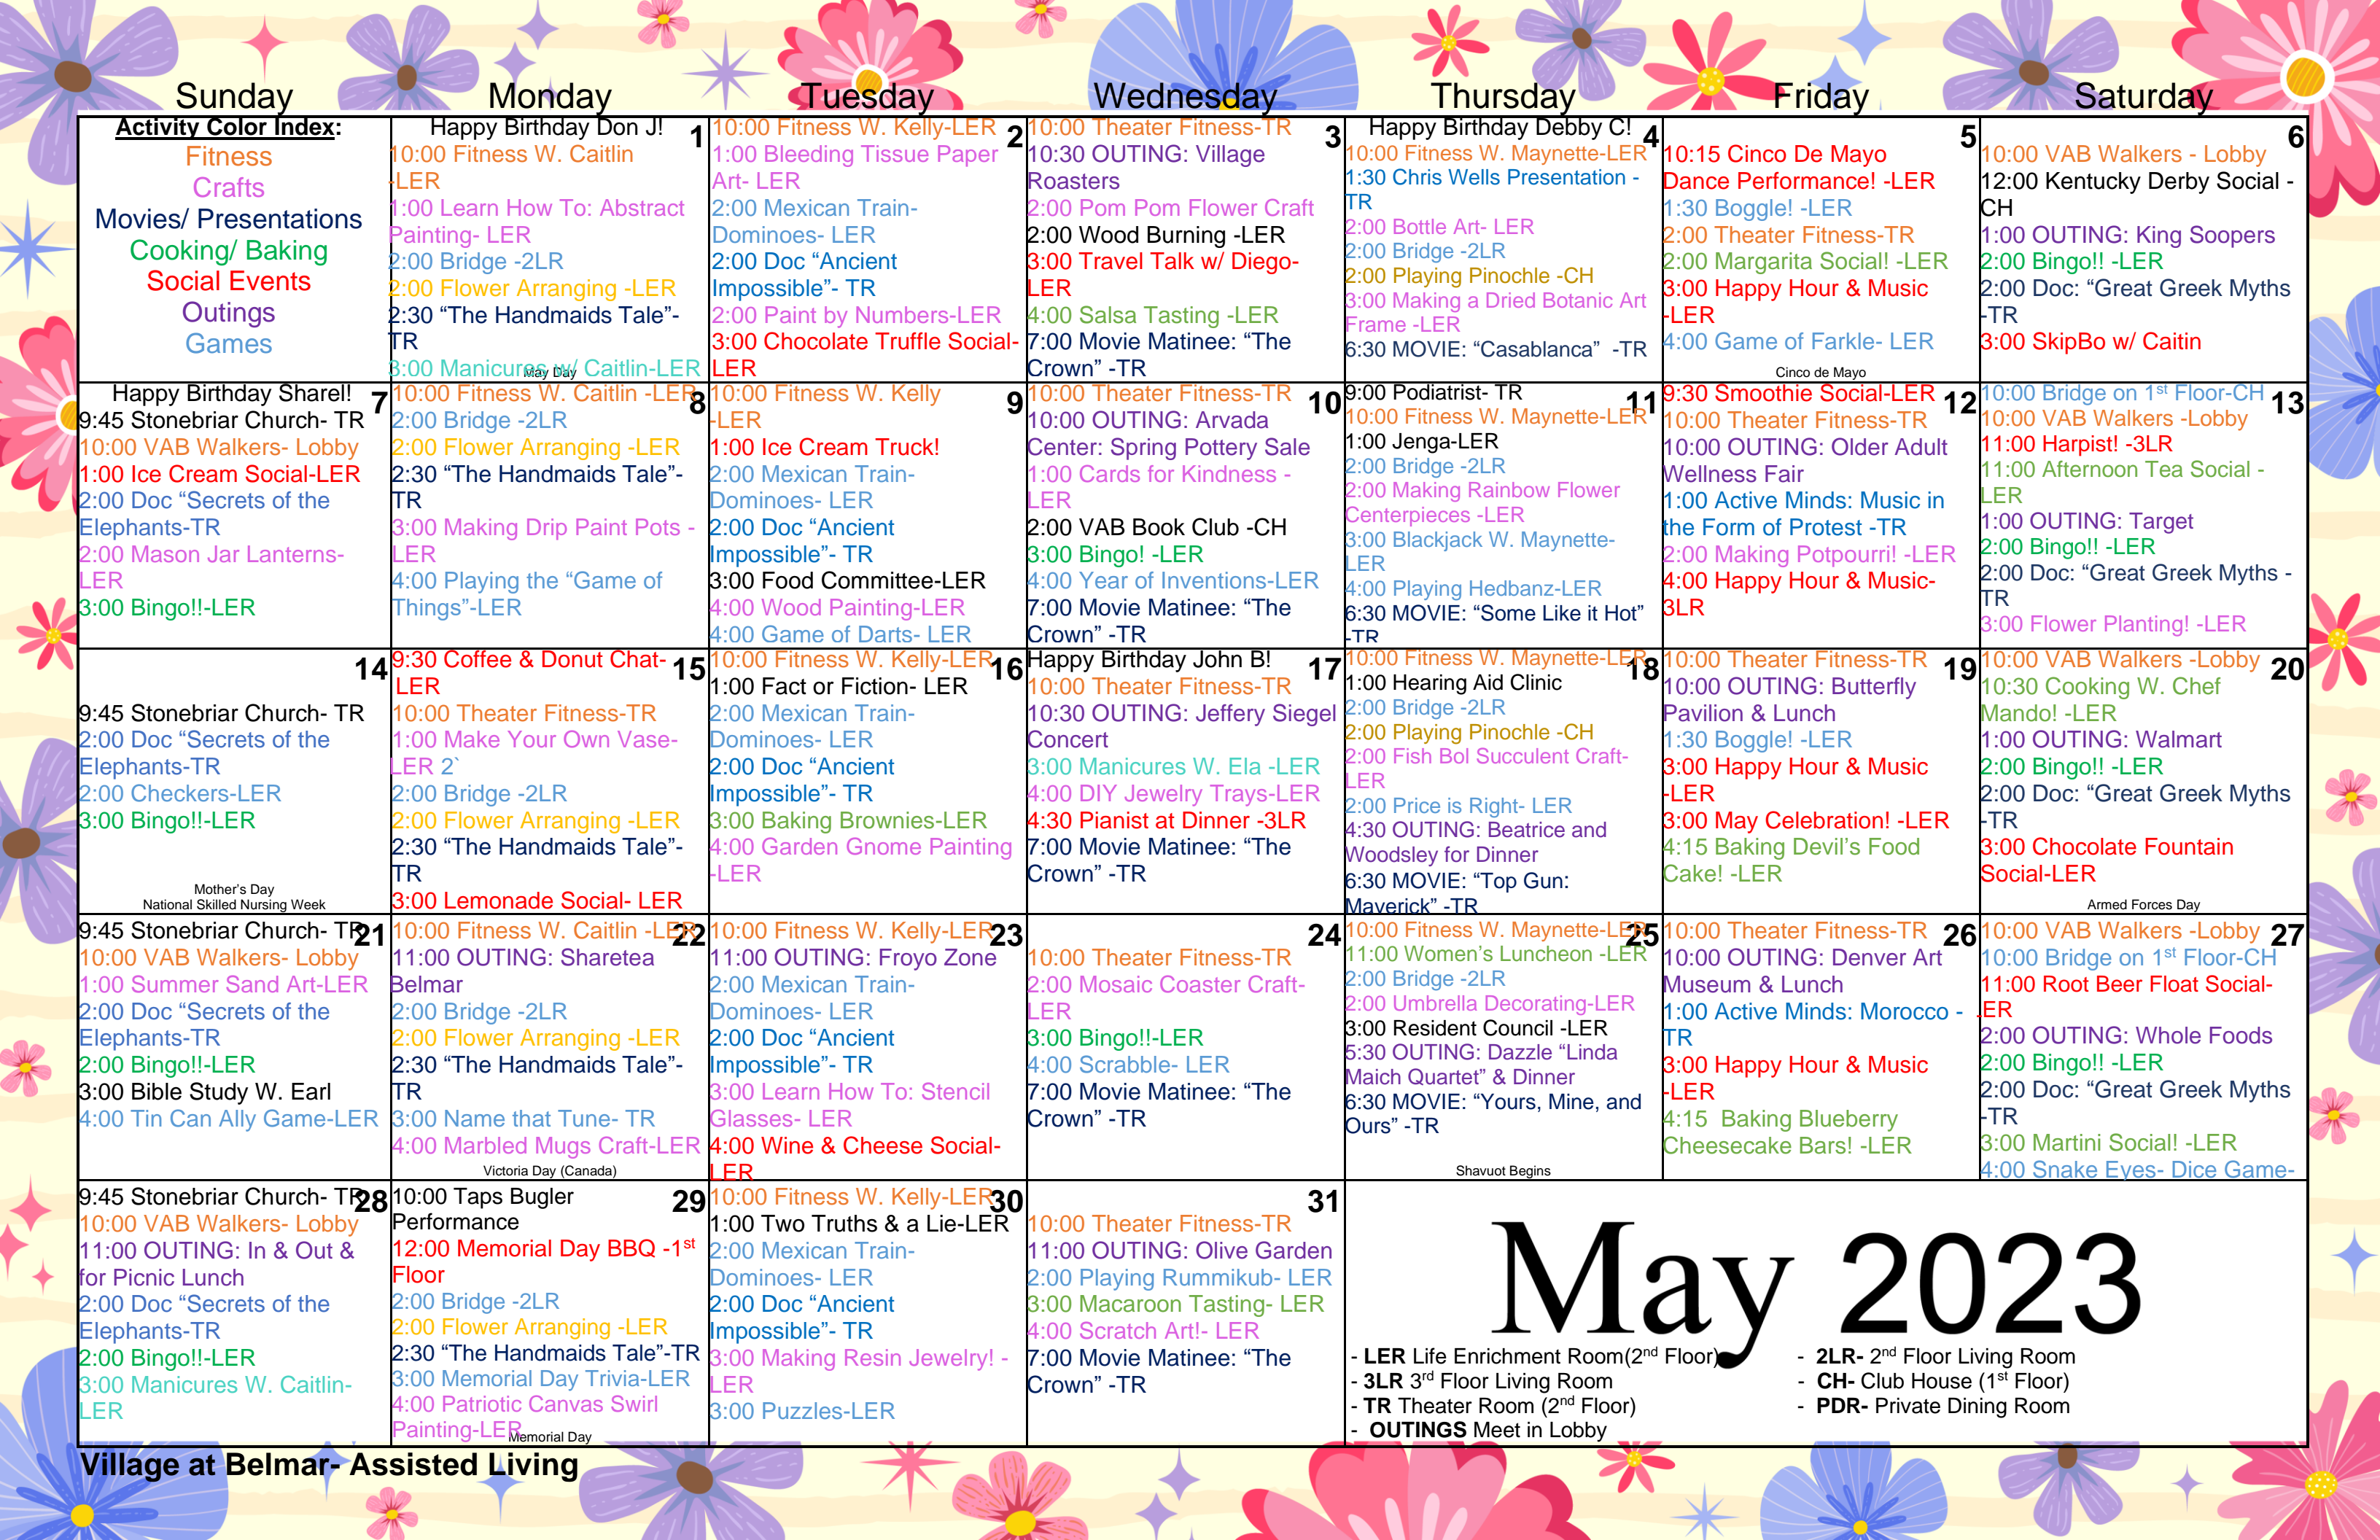 Sunday
Monday
Tuesday
Wednesday
Thursday
Friday
Saturday
Activity Color Index:
Fitness
Crafts
Movies/ Presentations
Cooking/ Baking
Social Events
Outings
Games
Happy Birthday Don J!
1
10:00 Fitness W. Caitlin
-LER
1:00 Learn How To: Abstract
Painting- LER
2:00 Bridge -2LR
2:00 Flower Arranging -LER
2:30 “The Handmaids Tale”-
TR
3:00 Manicures w/ Caitlin-LER
May Day
10:00 Fitness W. Kelly-LER
2
1:00 Bleeding Tissue Paper
Art- LER
2:00 Mexican Train-
Dominoes- LER
2:00 Doc “Ancient
Impossible”- TR
2:00 Paint by Numbers-LER
3:00 Chocolate Truffle Social-
LER
10:00 Theater Fitness-TR
3
10:30 OUTING: Village
Roasters
2:00 Pom Pom Flower Craft
2:00 Wood Burning -LER
3:00 Travel Talk w/ Diego-
LER
4:00 Salsa Tasting -LER
7:00 Movie Matinee: “The
Crown” -TR
Happy Birthday Debby C!
4
10:00 Fitness W. Maynette-LER
1:30 Chris Wells Presentation -
TR
2:00 Bottle Art- LER
2:00 Bridge -2LR
2:00 Playing Pinochle -CH
3:00 Making a Dried Botanic Art
Frame -LER
6:30 MOVIE: “Casablanca” -TR
5
10:15 Cinco De Mayo
Dance Performance! -LER
1:30 Boggle! -LER
2:00 Theater Fitness-TR
2:00 Margarita Social! -LER
3:00 Happy Hour & Music
-LER
4:00 Game of Farkle- LER
Cinco de Mayo
6
10:00 VAB Walkers - Lobby
12:00 Kentucky Derby Social -
CH
1:00 OUTING: King Soopers
2:00 Bingo!! -LER
2:00 Doc: “Great Greek Myths
-TR
3:00 SkipBo w/ Caitin
Happy Birthday Sharel!
7
9:45 Stonebriar Church- TR
10:00 VAB Walkers- Lobby
1:00 Ice Cream Social-LER
2:00 Doc “Secrets of the
Elephants-TR
2:00 Mason Jar Lanterns-
LER
3:00 Bingo!!-LER
10:00 Fitness W. Caitlin -LER
8
2:00 Bridge -2LR
2:00 Flower Arranging -LER
2:30 “The Handmaids Tale”-
TR
3:00 Making Drip Paint Pots -
LER
4:00 Playing the “Game of
Things”-LER
10:00 Fitness W. Kelly
9
-LER
1:00 Ice Cream Truck!
2:00 Mexican Train-
Dominoes- LER
2:00 Doc “Ancient
Impossible”- TR
3:00 Food Committee-LER
4:00 Wood Painting-LER
4:00 Game of Darts- LER
10:00 Theater Fitness-TR
10
10:00 OUTING: Arvada
Center: Spring Pottery Sale
1:00 Cards for Kindness -
LER
2:00 VAB Book Club -CH
3:00 Bingo! -LER
4:00 Year of Inventions-LER
7:00 Movie Matinee: “The
Crown” -TR
9:00 Podiatrist- TR
11
10:00 Fitness W. Maynette-LER
1:00 Jenga-LER
2:00 Bridge -2LR
2:00 Making Rainbow Flower
Centerpieces -LER
3:00 Blackjack W. Maynette-
LER
4:00 Playing Hedbanz-LER
6:30 MOVIE: “Some Like it Hot”
-TR
9:30 Smoothie Social-LER
12
10:00 Theater Fitness-TR
10:00 OUTING: Older Adult
Wellness Fair
1:00 Active Minds: Music in
the Form of Protest -TR
2:00 Making Potpourri! -LER
4:00 Happy Hour & Music-
3LR
10:00 Bridge on 1st Floor-CH
13
10:00 VAB Walkers -Lobby
11:00 Harpist! -3LR
11:00 Afternoon Tea Social -
LER
1:00 OUTING: Target
2:00 Bingo!! -LER
2:00 Doc: “Great Greek Myths -
TR
3:00 Flower Planting! -LER
14
9:45 Stonebriar Church- TR
2:00 Doc “Secrets of the
Elephants-TR
2:00 Checkers-LER
3:00 Bingo!!-LER
Mother’s Day
National Skilled Nursing Week
9:30 Coffee & Donut Chat-
LER
15
10:00 Theater Fitness-TR
1:00 Make Your Own Vase-
LER 2`
2:00 Bridge -2LR
2:00 Flower Arranging -LER
2:30 “The Handmaids Tale”-
TR
3:00 Lemonade Social- LER
10:00 Fitness W. Kelly-LER
16
1:00 Fact or Fiction- LER
2:00 Mexican Train-
Dominoes- LER
2:00 Doc “Ancient
Impossible”- TR
3:00 Baking Brownies-LER
4:00 Garden Gnome Painting
-LER
Happy Birthday John B!
17
10:00 Theater Fitness-TR
10:30 OUTING: Jeffery Siegel
Concert
3:00 Manicures W. Ela -LER
4:00 DIY Jewelry Trays-LER
4:30 Pianist at Dinner -3LR
7:00 Movie Matinee: “The
Crown” -TR
10:00 Fitness W. Maynette-LER
18
1:00 Hearing Aid Clinic
2:00 Bridge -2LR
2:00 Playing Pinochle -CH
2:00 Fish Bol Succulent Craft-
LER
2:00 Price is Right- LER
4:30 OUTING: Beatrice and
Woodsley for Dinner
6:30 MOVIE: “Top Gun:
Maverick” -TR
10:00 Theater Fitness-TR
19
10:00 OUTING: Butterfly
Pavilion & Lunch
1:30 Boggle! -LER
3:00 Happy Hour & Music
-LER
3:00 May Celebration! -LER
4:15 Baking Devil’s Food
Cake! -LER
10:00 VAB Walkers -Lobby
20
10:30 Cooking W. Chef
Mando! -LER
1:00 OUTING: Walmart
2:00 Bingo!! -LER
2:00 Doc: “Great Greek Myths
-TR
3:00 Chocolate Fountain
Social-LER
Armed Forces Day
9:45 Stonebriar Church- TR
21
10:00 VAB Walkers- Lobby
1:00 Summer Sand Art-LER
2:00 Doc “Secrets of the
Elephants-TR
2:00 Bingo!!-LER
3:00 Bible Study W. Earl
4:00 Tin Can Ally Game-LER
10:00 Fitness W. Caitlin -LER
22
11:00 OUTING: Sharetea
Belmar
2:00 Bridge -2LR
2:00 Flower Arranging -LER
2:30 “The Handmaids Tale”-
TR
3:00 Name that Tune- TR
4:00 Marbled Mugs Craft-LER
Victoria Day (Canada)
10:00 Fitness W. Kelly-LER
23
11:00 OUTING: Froyo Zone
2:00 Mexican Train-
Dominoes- LER
2:00 Doc “Ancient
Impossible”- TR
3:00 Learn How To: Stencil
Glasses- LER
4:00 Wine & Cheese Social-
LER
24
10:00 Theater Fitness-TR
2:00 Mosaic Coaster Craft-
LER
3:00 Bingo!!-LER
4:00 Scrabble- LER
7:00 Movie Matinee: “The
Crown” -TR
10:00 Fitness W. Maynette-LER
25
11:00 Women’s Luncheon -LER
2:00 Bridge -2LR
2:00 Umbrella Decorating-LER
3:00 Resident Council -LER
5:30 OUTING: Dazzle “Linda
Maich Quartet” & Dinner
6:30 MOVIE: “Yours, Mine, and
Ours” -TR
Shavuot Begins
10:00 Theater Fitness-TR
26
10:00 OUTING: Denver Art
Museum & Lunch
1:00 Active Minds: Morocco -
TR
3:00 Happy Hour & Music
-LER
4:15 Baking Blueberry
Cheesecake Bars! -LER
10:00 VAB Walkers -Lobby
27
10:00 Bridge on 1st Floor-CH
11:00 Root Beer Float Social-
LER
2:00 OUTING: Whole Foods
2:00 Bingo!! -LER
2:00 Doc: “Great Greek Myths
-TR
3:00 Martini Social! -LER
4:00 Snake Eyes- Dice Game-
9:45 Stonebriar Church- TR
28
10:00 VAB Walkers- Lobby
11:00 OUTING: In & Out &
for Picnic Lunch
2:00 Doc “Secrets of the
Elephants-TR
2:00 Bingo!!-LER
3:00 Manicures W. Caitlin-
LER
10:00 Taps Bugler
29
Performance
12:00 Memorial Day BBQ -1st
Floor
2:00 Bridge -2LR
2:00 Flower Arranging -LER
2:30 “The Handmaids Tale”-TR
3:00 Memorial Day Trivia-LER
4:00 Patriotic Canvas Swirl
Painting-LER
Memorial Day
10:00 Fitness W. Kelly-LER
30
1:00 Two Truths & a Lie-LER
2:00 Mexican Train-
Dominoes- LER
2:00 Doc “Ancient
Impossible”- TR
3:00 Making Resin Jewelry! -
LER
3:00 Puzzles-LER
31
10:00 Theater Fitness-TR
11:00 OUTING: Olive Garden
2:00 Playing Rummikub- LER
3:00 Macaroon Tasting- LER
4:00 Scratch Art!- LER
7:00 Movie Matinee: “The
Crown” -TR
May 2023
- LER Life Enrichment Room(2nd Floor)
- 3LR 3rd Floor Living Room
- TR Theater Room (2nd Floor)
- OUTINGS Meet in Lobby
- 2LR- 2nd Floor Living Room
- CH- Club House (1st Floor)
- PDR- Private Dining Room
Village at Belmar- Assisted Living